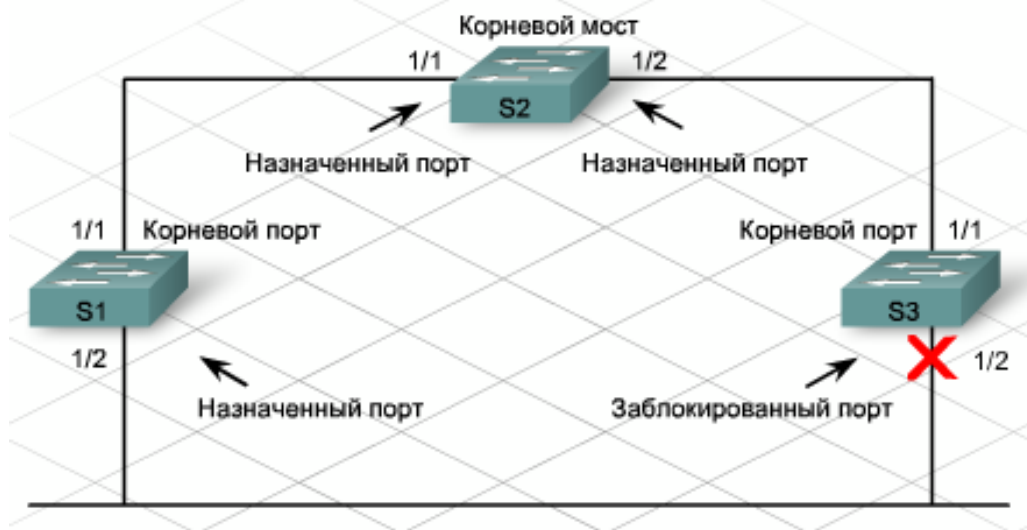 Корневой мост
1/1
1/2
S2
Назначенный порт
Назначенный порт
1/1
Корневой порт
Корневой порт
1/1
S1
S3
1/2
1/2
Назначенный порт
Заблокированный порт